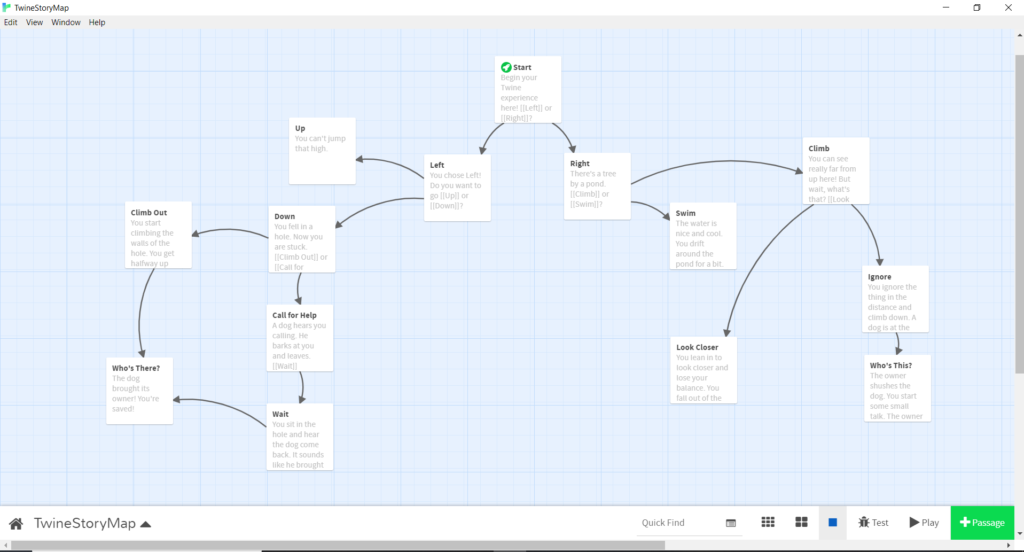 TwineStoryMap
Edit View Window Help
Start
Begin your
Twine
experience
here! [[Left]] or
[[Right]]?
Up
You can't jump
that high.
Left
You chose Left!
Do you want to
go [[Up]] or
[[Down]]?
Right
There's a tree
by a pond
[[Climb]] or
[[Swim]]?
Climb
You can see
really far from
up here! But
wait, what's
that? [[Look
Climb Out
You start
climbing the
walls of the
hole. You get
halfway up
Down
You fell in a
hole. Now you
are stuck.
[[Climb Out]] or
[[Call for
Swim
The water is
nice and cool.
You drift
around the
pond for a bit.
Ignore
You ignore the
thing in the
distance and
climb down. A
dog is at the
Call for Help
A dog hears you
calling. He
barks at you
and leaves.
[[Wait]]
Look Closer
You lean in to
look closer and
lose your
balance. You
fall out of the
Who's There?
The dog
brought its
owner! You're
saved!
Who's This?
The owner
shushes the
dog. You start
some small
talk. The owner
Wait
You sit in the
hole and hear
the dog come
back. It sounds
like he brought
TwineStoryMap
Quick Find
Test
Play
Passage